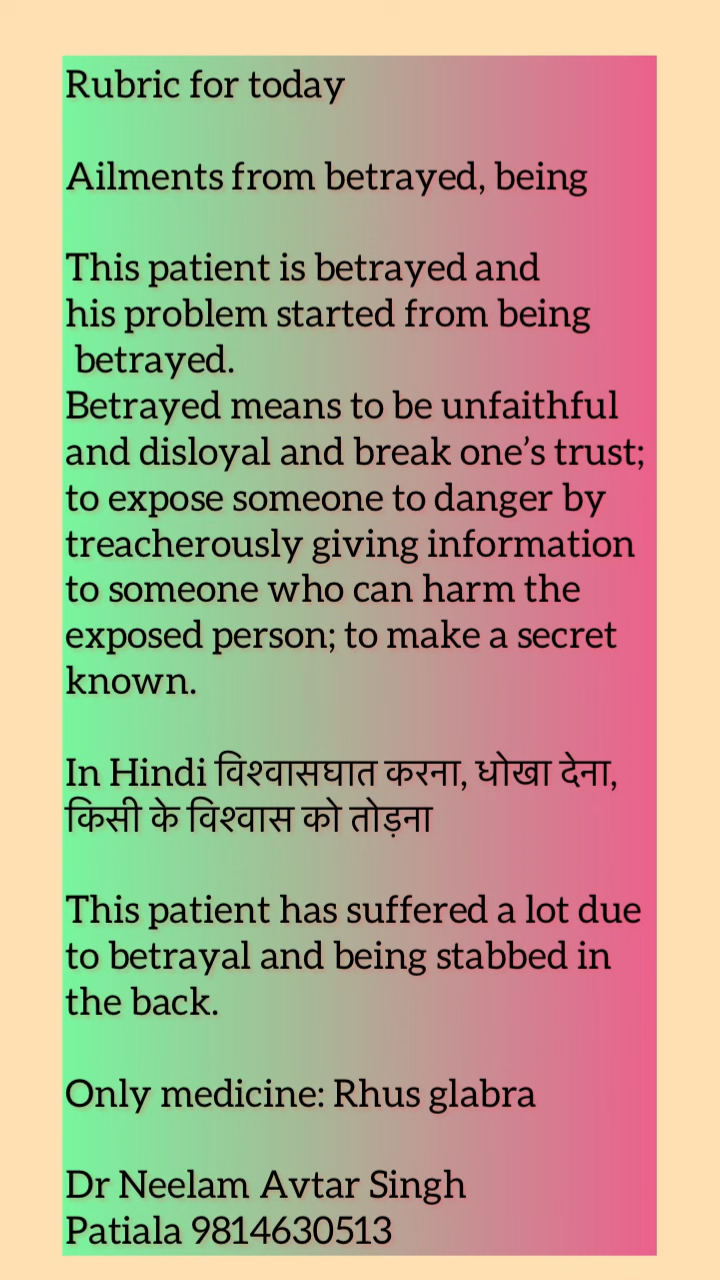 Rubric for today
Ailments from betrayed, being
This patient is betrayed and
his problem started from being
betrayed.
Betrayed means to be unfaithful
and disloyal and break one’s trust;
to expose someone to danger by
treacherously giving information
to someone who can harm the
exposed person; to make a secret
known.
In Hindi विश्वासघात करना, धोखा देना,
किसी के विश्वास को तोड़ना
This patient has suffered a lot due
to betrayal and being stabbed in
the back.
Only medicine: Rhus glabra
Dr Neelam Avtar Singh
Patiala 9814630513